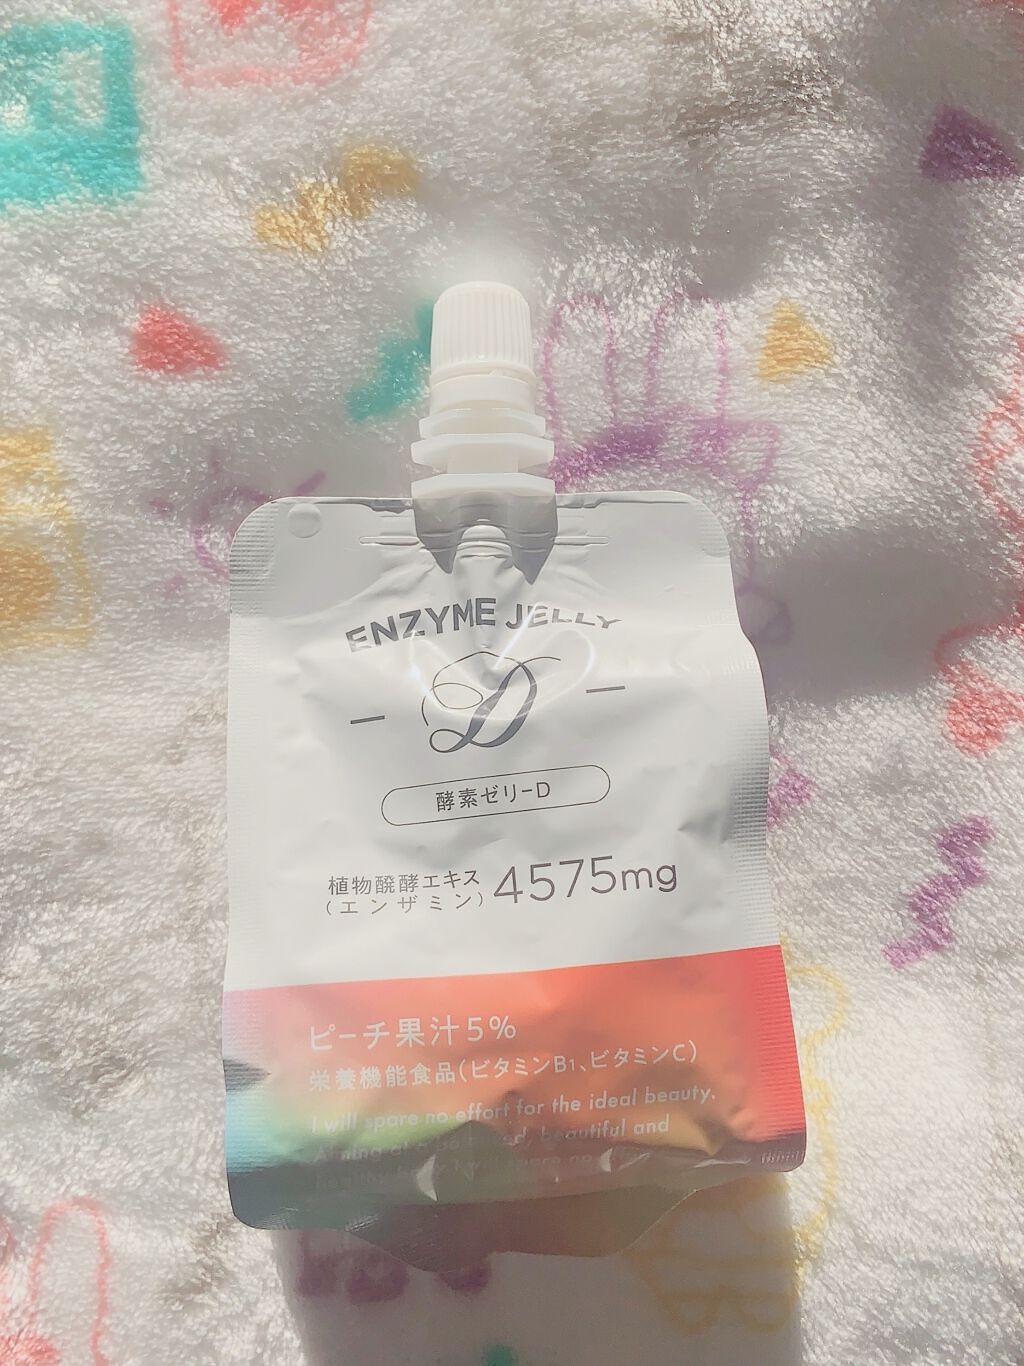 ENZYME JELLY
D
酵素ゼリーD
植物醗酵エキス
(エンザミン)
4575mg
ピーチ果汁5%
栄養機能食品(ビタミンB1、ビタミンC)
I will spare no effort for the ideal beauty.
beautiful and